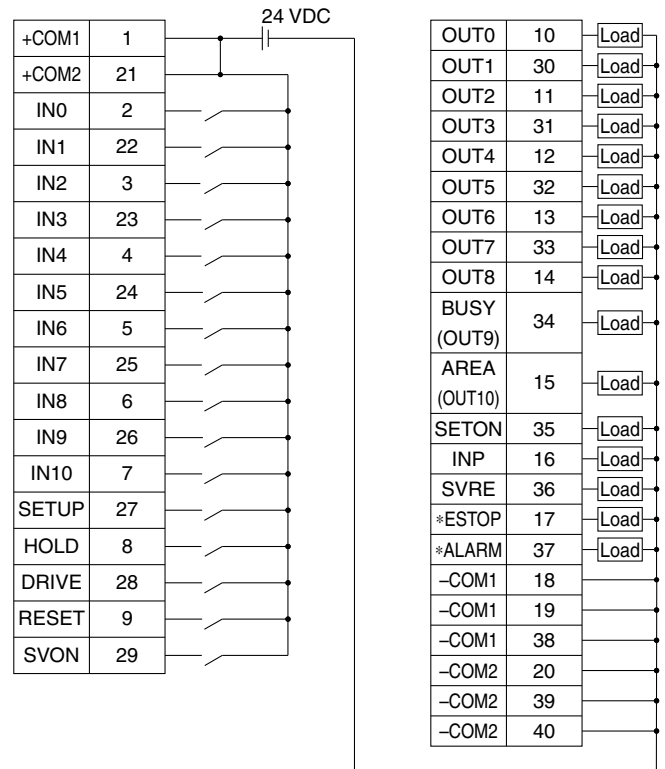 24 VDC
+COM1 1
+COM2 21
IN0 2
IN1 22
IN2 3
IN3 23
IN4 4
IN5 24
IN6 5
IN7 25
IN8 6
IN9 26
IN10 7
SETUP 27
HOLD 8
DRIVE 28
RESET 9
SVON 29
OUT0 10 Load
OUT1 30 Load
OUT2 11 Load
OUT3 31 Load
OUT4 12 Load
OUT5 32 Load
OUT6 13 Load
OUT7 33 Load
OUT8 14 Load
BUSY
(OUT9) 34 Load
AREA
(OUT10) 15 Load
SETON 35 Load
INP 16 Load
SVRE 36 Load
*ESTOP 17 Load
*ALARM 37 Load
–COM1 18
–COM1 19
–COM1 38
–COM2 20
–COM2 39
–COM2 40